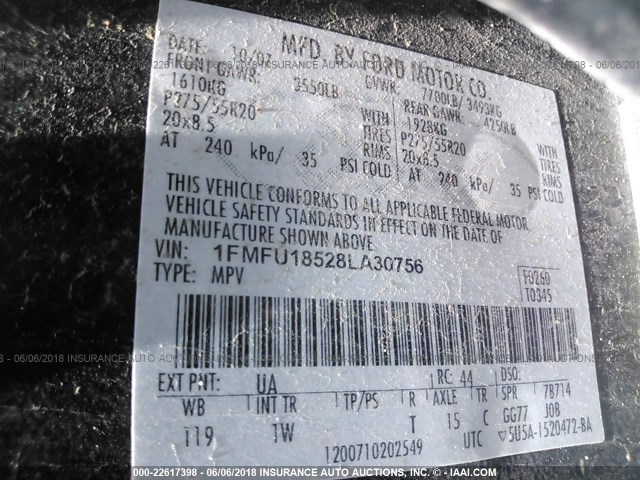 MFD. BY FORD MOTOR CO.
DATE: 10/07 GVWR: 7700LB/ 3493KG
FRONT GAWR: 3550LB REAR GAWR: 4250LB
1610KG WITH 1928KG WITH
P275/55R20 TIRES P275/55R20 TIRES
20x8.5 RIMS 20x8.5 RIMS
AT 240 kPa/ 35 PSI COLD AT 240 kPa/ 35 PSI COLD
THIS VEHICLE CONFORMS TO ALL APPLICABLE FEDERAL MOTOR
VEHICLE SAFETY STANDARDS IN EFFECT ON THE DATE OF
MANUFACTURE SHOWN ABOVE.
VIN: 1FMFU18528LA30756
TYPE: MPV F0260
T0345
EXT PNT: UA RC: 44 DSO:
WB INT TR TP/PS R AXLE TR SPR 7B714
119 1W T 15 C GG77 JOB
1200710202549 UTC ▽5U5A-1520472-BA
000-22617398 - 06/06/2018 - INSURANCE AUTO AUCTIONS, INC. - © - IAAI.COM